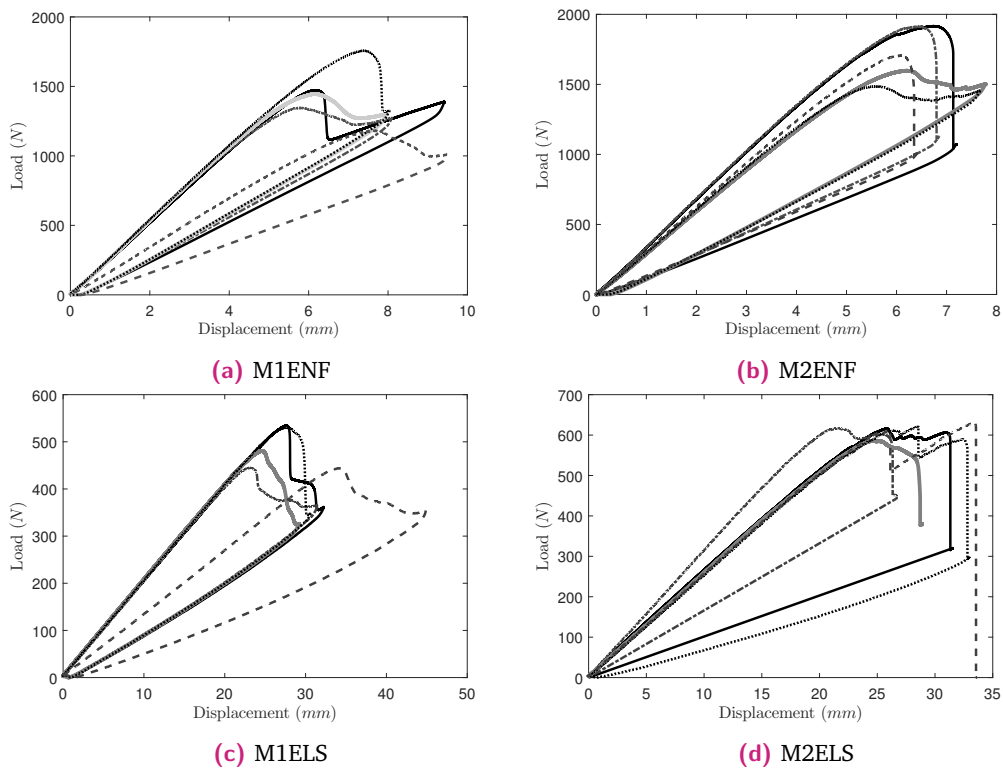 2000
1500
1000
500
0
Load (N)
0 2 4 6 8 10
Displacement (mm)
(a) M1ENF
2000
1500
1000
500
0
Load (N)
0 1 2 3 4 5 6 7 8
Displacement (mm)
(b) M2ENF
600
500
400
300
200
100
0
Load (N)
0 10 20 30 40 50
Displacement (mm)
(c) M1ELS
700
600
500
400
300
200
100
0
Load (N)
0 5 10 15 20 25 30 35
Displacement (mm)
(d) M2ELS